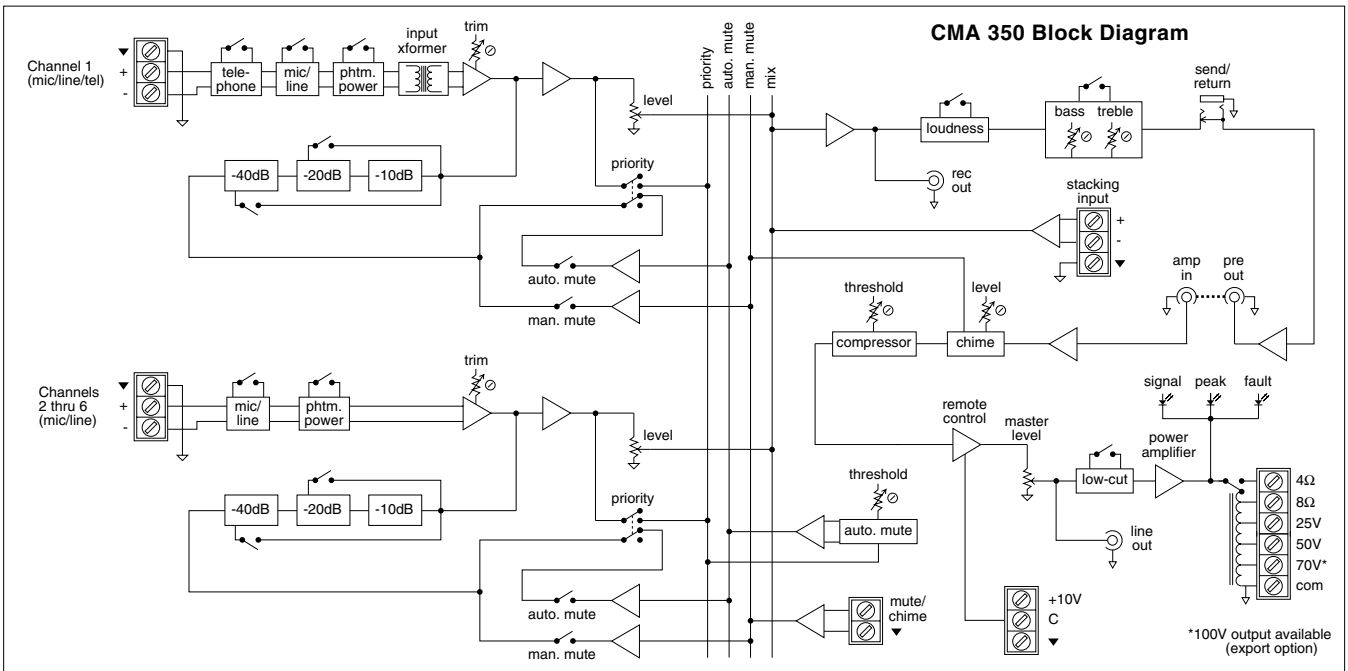 CMA 350 Block Diagram
Channel 1
(mic/line/tel)
▼
+
-
tele-
phone
mic/
line
phtm.
power
input
xformer
trim
level
-40dB
-20dB
-10dB
priority
auto. mute
man. mute
priority
auto. mute
man. mute
mix
loudness
bass
treble
send/
return
rec
out
stacking
input
+
-
▼
amp
in
pre
out
threshold
compressor
level
chime
Channels
2 thru 6
(mic/line)
▼
+
-
mic/
line
phtm.
power
trim
level
-40dB
-20dB
-10dB
priority
auto. mute
man. mute
remote
control
master
level
low-cut
power
amplifier
signal
peak
fault
line
out
threshold
auto. mute
mute/
chime
▼
+10V
C
▼
4Ω
8Ω
25V
50V
70V*
com
*100V output available
(export option)